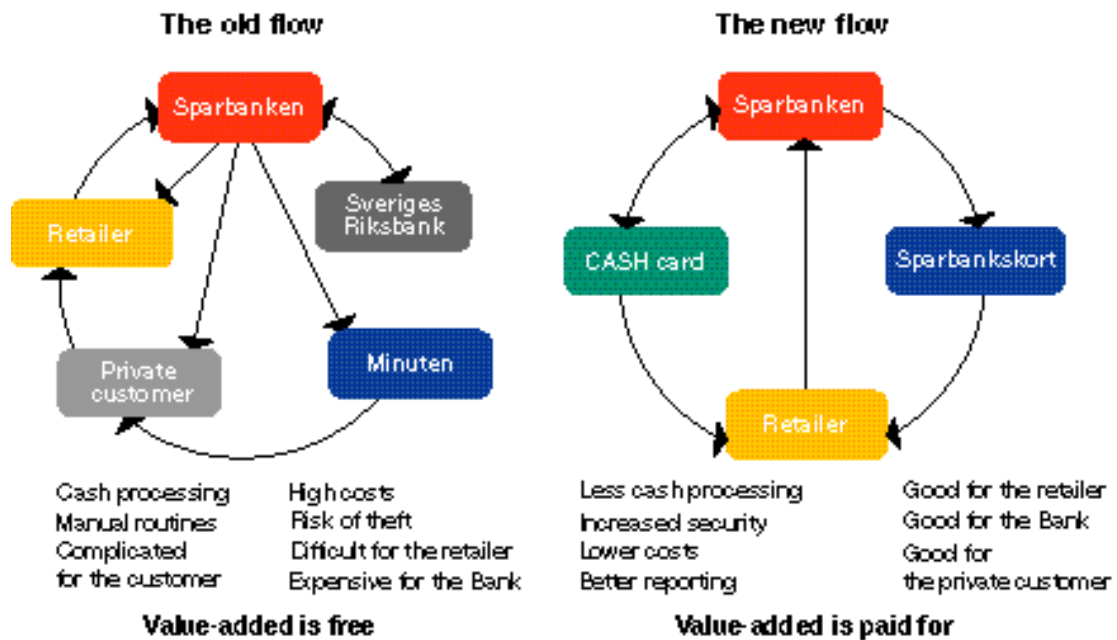 The old flow
Sparbanken
Sveriges
Riksbank
Retailer
Private
customer
Minuten
Cash processing
Manual routines
Complicated
for the customer
High costs
Risk of theft
Difficult for the retailer
Expensive for the Bank
Value-added is free
The new flow
Sparbanken
CASH card
Sparbankskort
Retailer
Less cash processing
Increased security
Lower costs
Better reporting
Good for the retailer
Good for the Bank
Good for
the private customer
Value-added is paid for